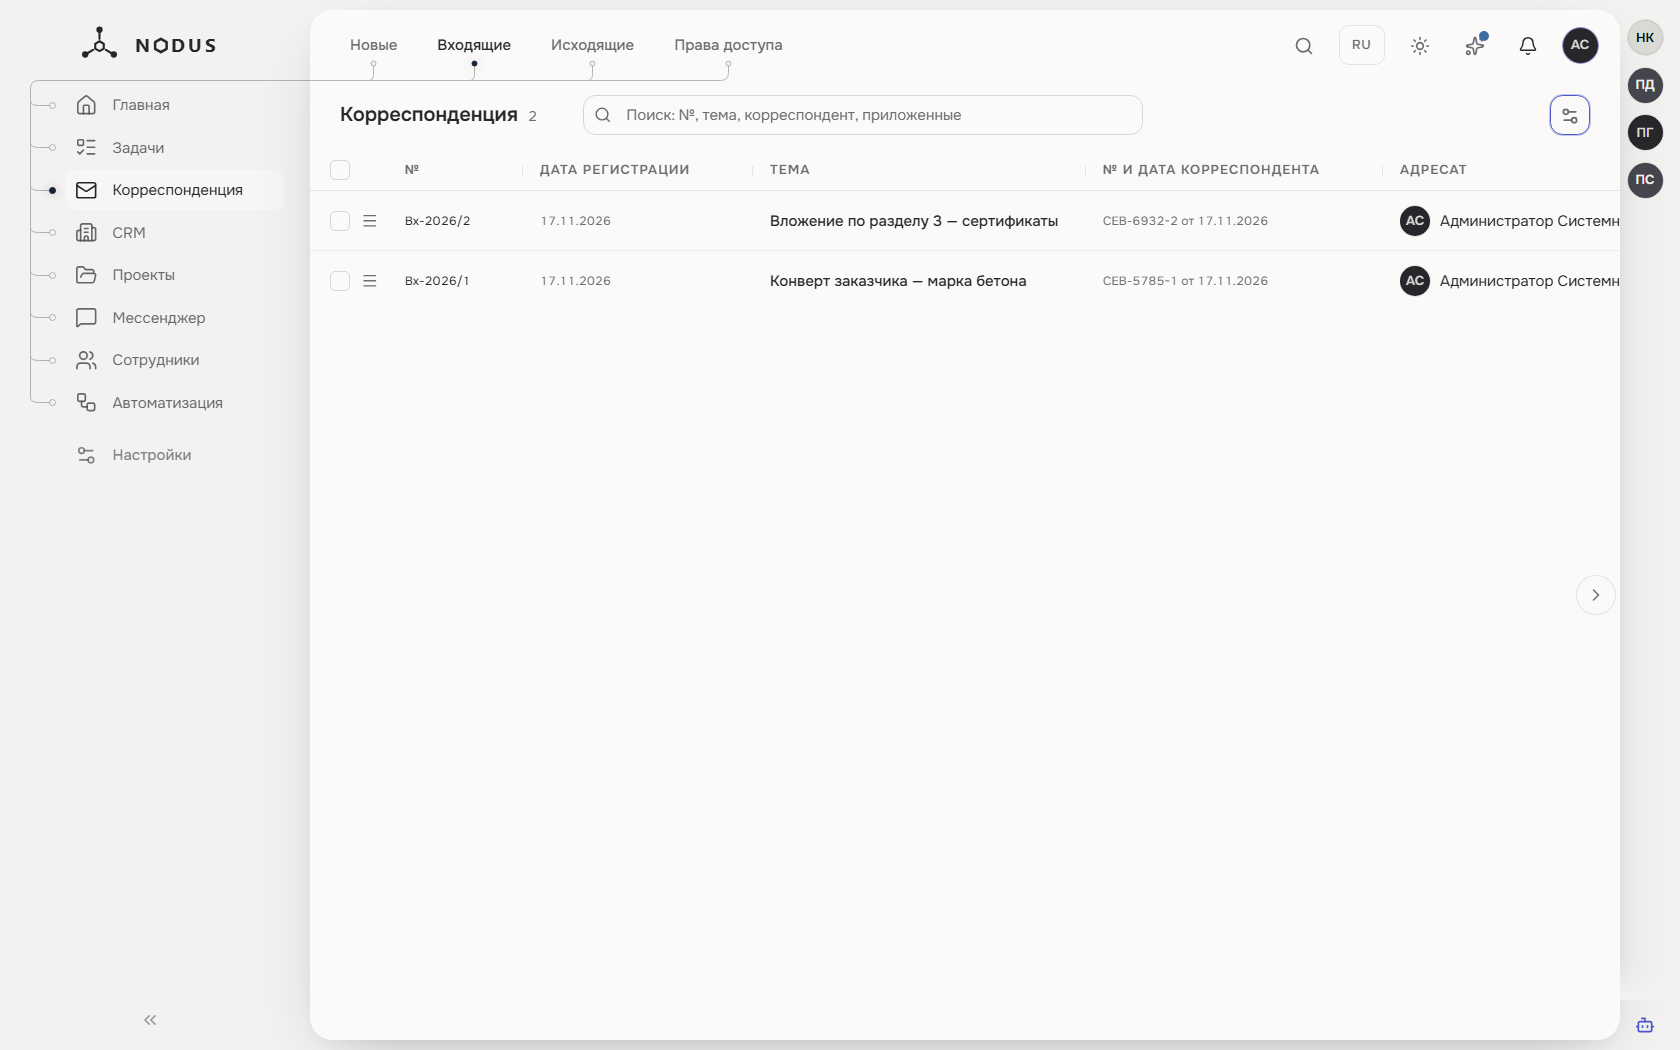 NODUS
Новые Входящие Исходящие Права доступа RU АС НК
Главная
Задачи
Корреспонденция
CRM
Проекты
Мессенджер
Сотрудники
Автоматизация
Настройки
Корреспонденция 2 Поиск: №, тема, корреспондент, приложенные
№ ДАТА РЕГИСТРАЦИИ ТЕМА № И ДАТА КОРРЕСПОНДЕНТА АДРЕСАТ
Вх-2026/2 17.11.2026 Вложение по разделу 3 — сертификаты СЕВ-6932-2 от 17.11.2026 АС Администратор Системн
Вх-2026/1 17.11.2026 Конверт заказчика — марка бетона СЕВ-5785-1 от 17.11.2026 АС Администратор Системн
ПД
ПГ
ПС